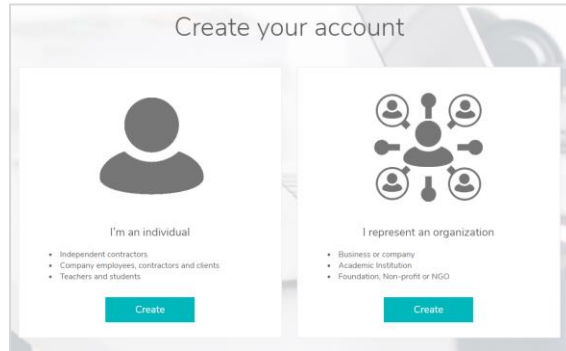 Create your account
I'm an individual
• Independent contractors
• Company employees, contractors and clients
• Teachers and students
Create
I represent an organization
• Business or company
• Academic Institution
• Foundation, Non-profit or NGO
Create